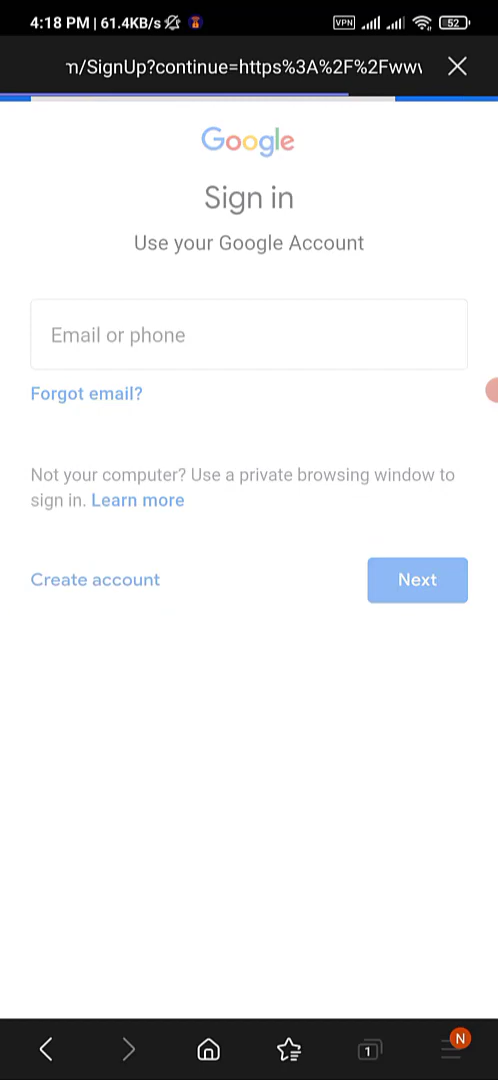 4:18 PM | 61.4KB/s VPN 52
n/SignUp?continue=https%3A%2F%2Fww
Google
Sign in
Use your Google Account
Email or phone
Forgot email?
Not your computer? Use a private browsing window to
sign in. Learn more
Create account Next
1 N